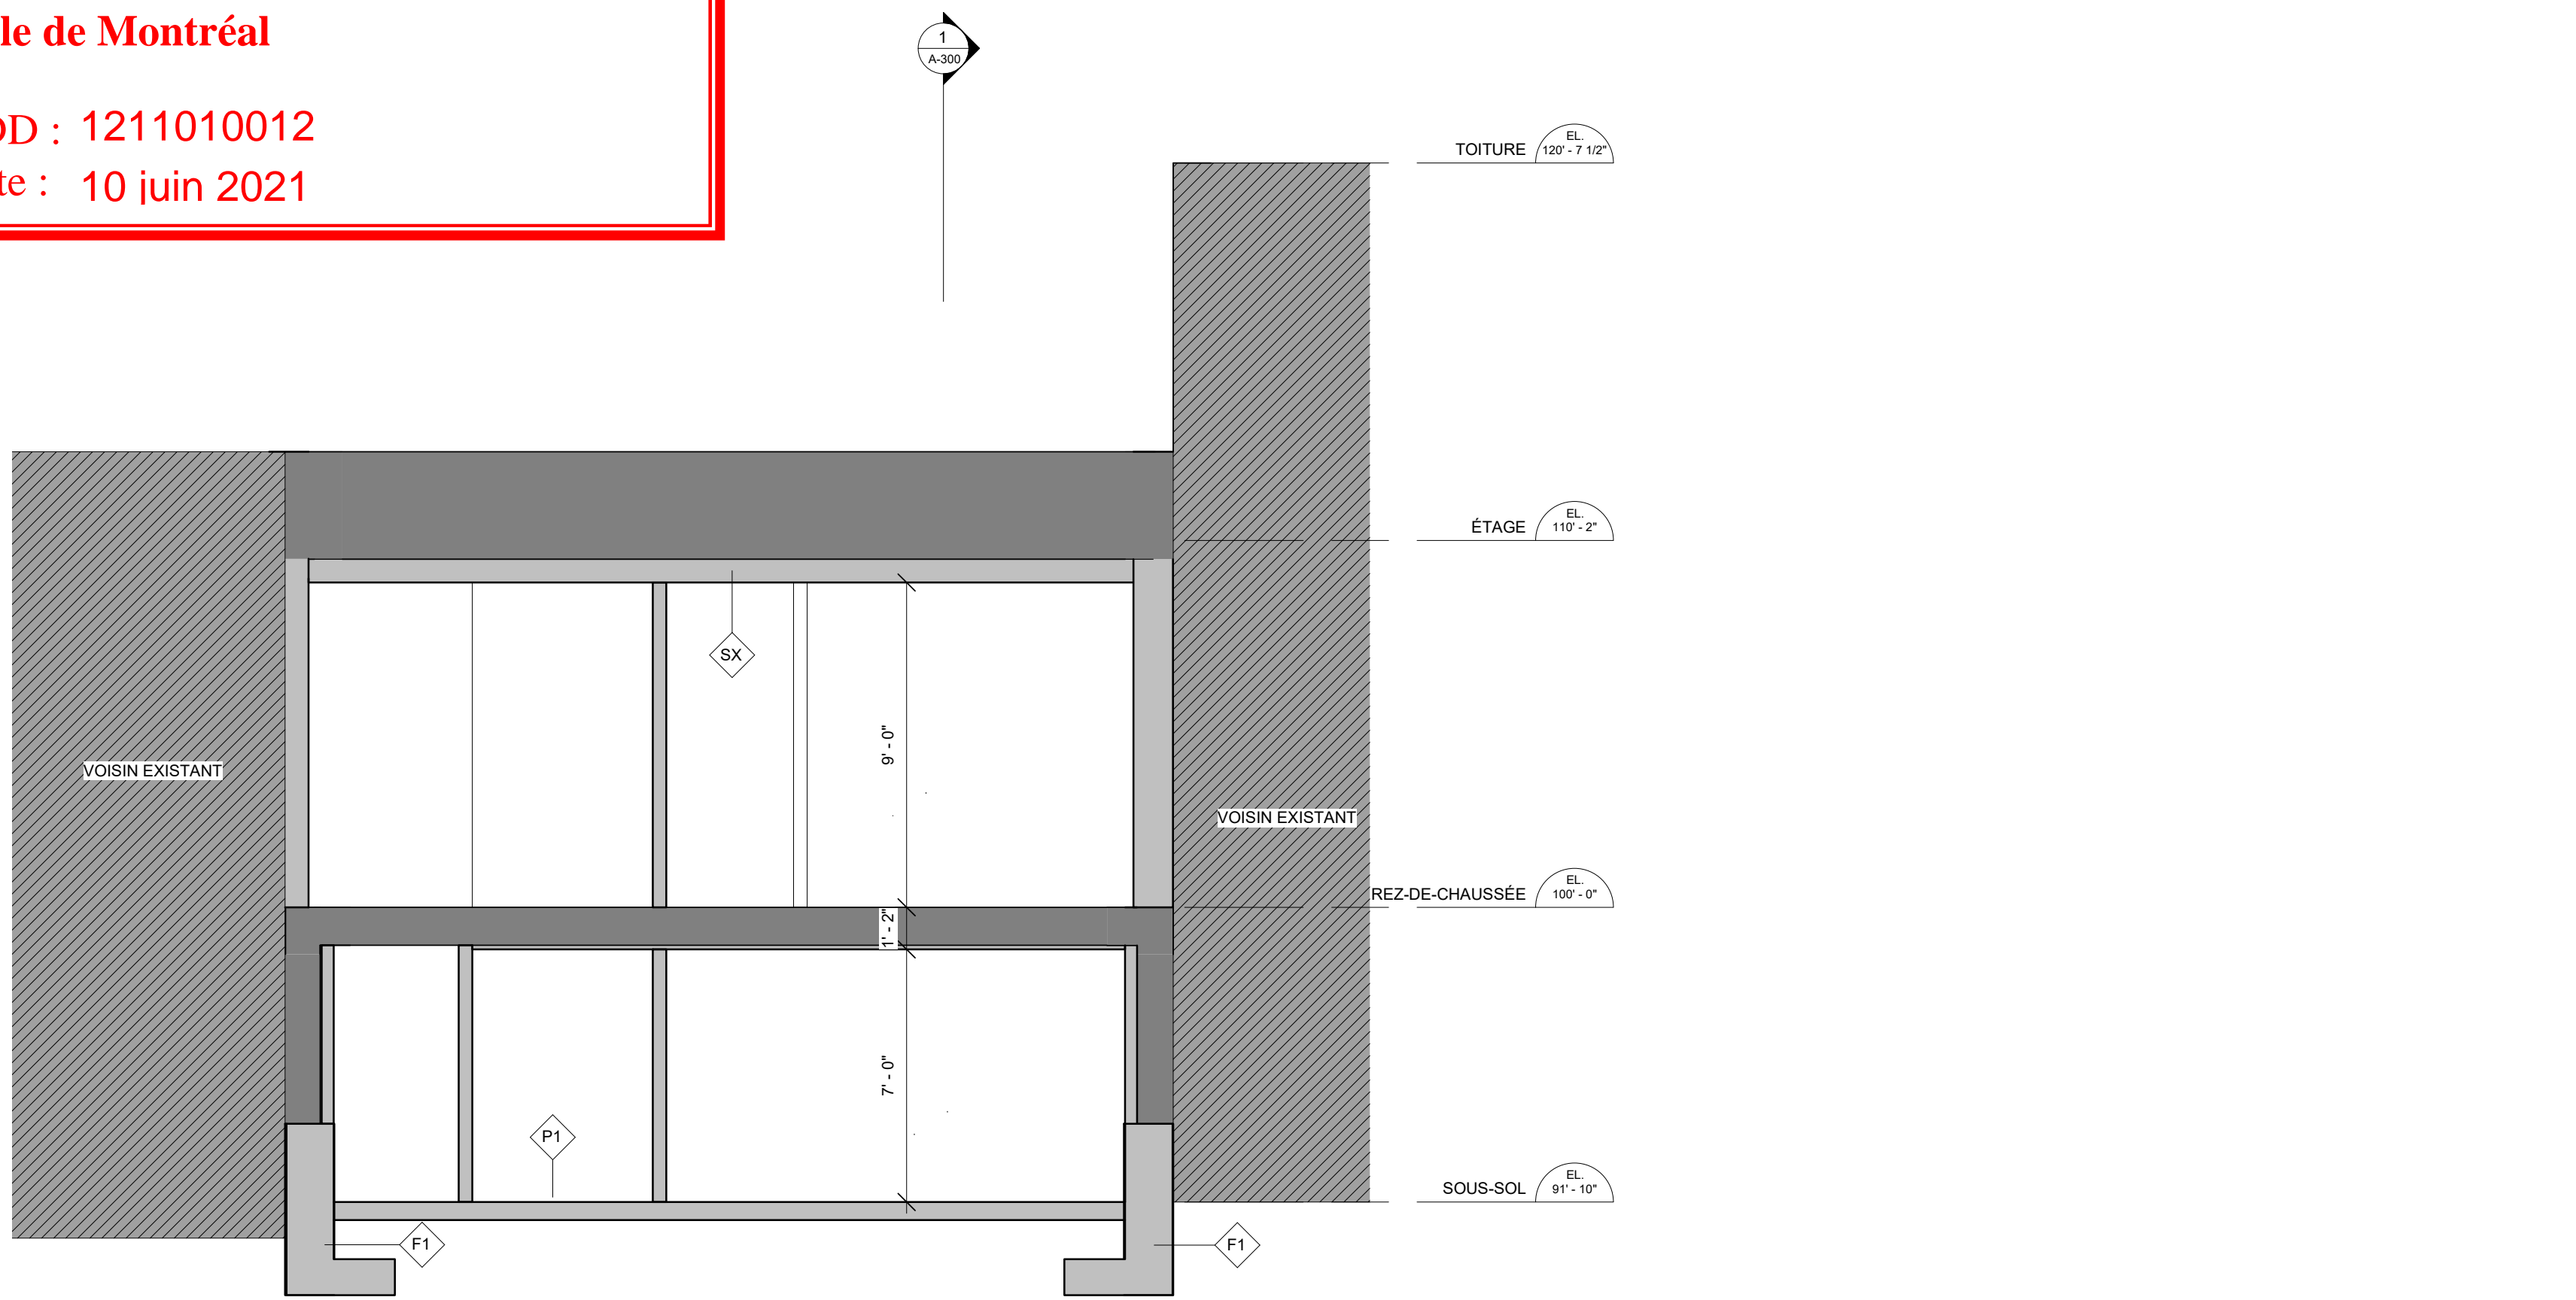 le de Montréal
DD : 1211010012
te : 10 juin 2021
1
A-300
TOITURE
EL.
120' - 7 1/2"
ÉTAGE
EL.
110' - 2"
SX
9' - 0"
VOISIN EXISTANT
VOISIN EXISTANT
REZ-DE-CHAUSSÉE
EL.
100' - 0"
1' - 2"
7' - 0"
P1
SOUS-SOL
EL.
91' - 10"
F1
F1